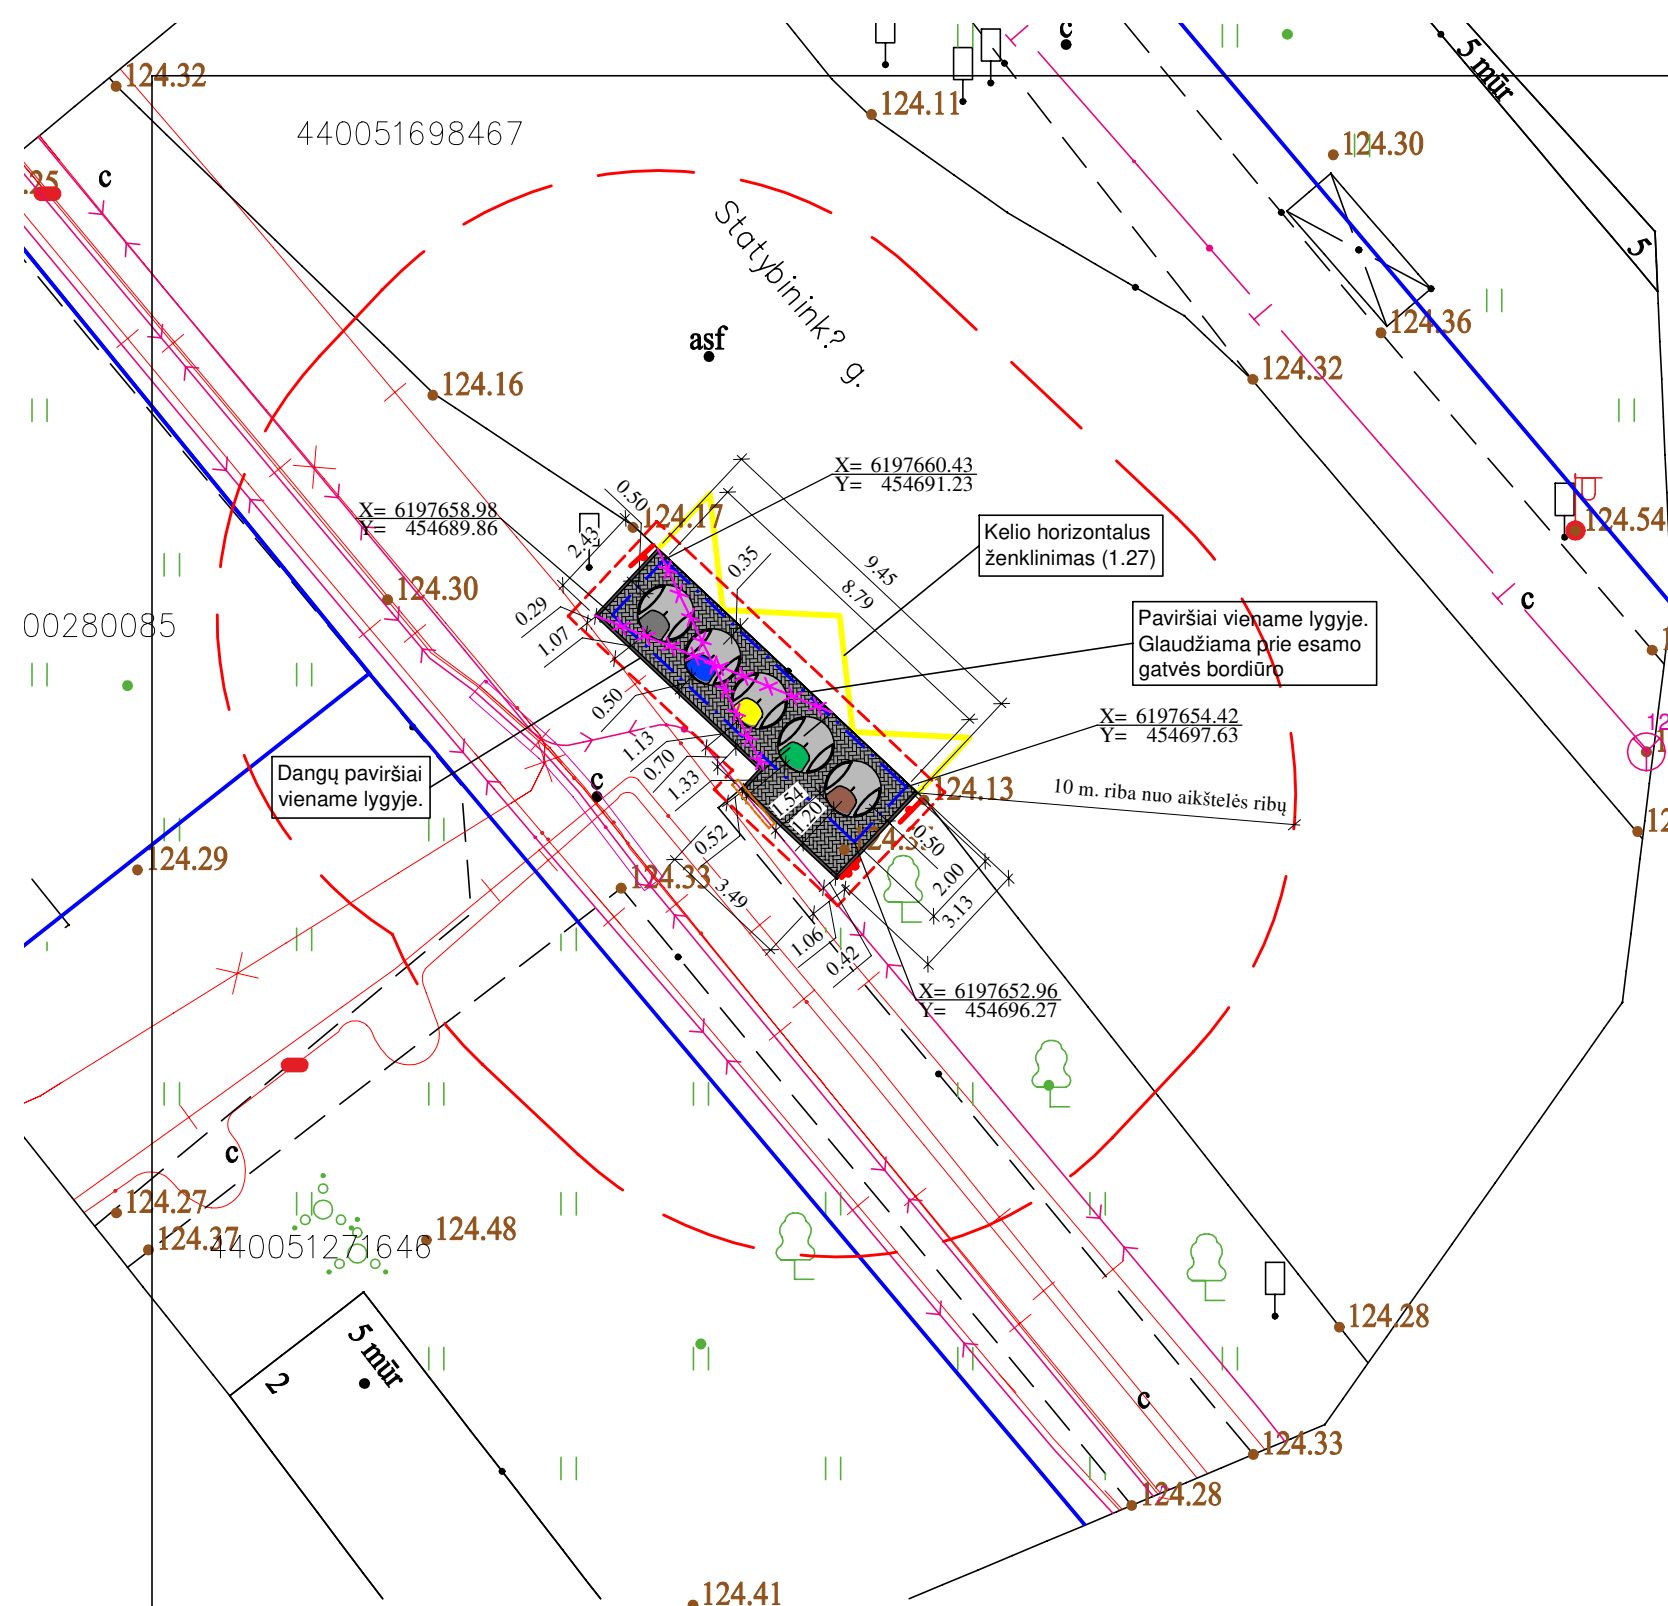 c
5 mūr
124.32
124.11
440051698467
124.30
c
.25
Statybinink? g.
5
asf
124.36
124.32
124.16
X= 6197660.43
Y= 454691.23
0.50
124.17
X= 6197658.98
Y= 454689.86
124.54
Kelio horizontalus
ženklinimas (1.27)
2.43
0.35
9.45
8.79
124.30
0.29
1.07
c
00280085
Paviršiai viename lygyje.
Glaudžiama prie esamo
gatvės bordiūro
0.50
X= 6197654.42
Y= 454697.63
1.13
0.70
1.33
Dangų paviršiai
viename lygyje.
c
1.54
1.20
124.13
10 m. riba nuo aikštelės ribų
0.52
0.50
124.29
124.33
3.49
2.00
3.13
1.06
0.42
X= 6197652.96
Y= 454696.27
c
124.27
124.37
440051271646
124.48
124.28
5 mūr
2
c
124.33
124.28
124.41